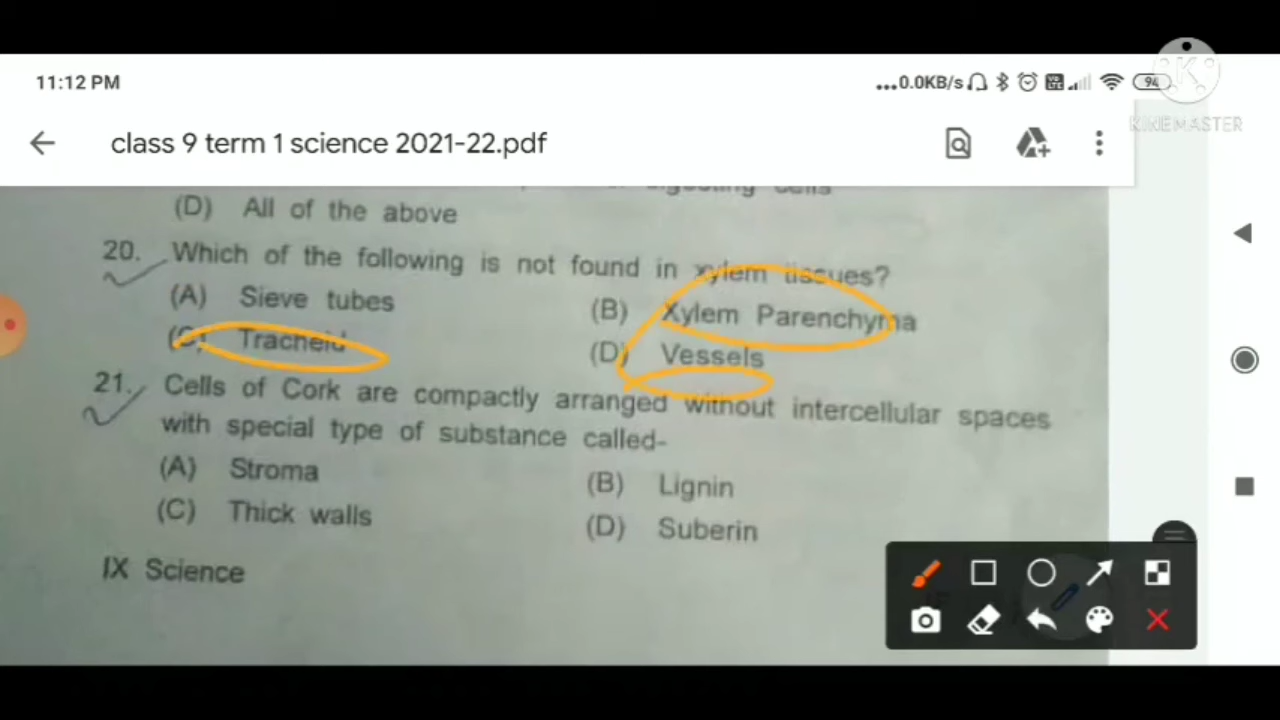 11:12 PM
...0.0KB/s
94
KINEMASTER
class 9 term 1 science 2021-22.pdf
cells
(D) All of the above
20. Which of the following is not found in xylem tissues?
(A) Sieve tubes (B) Xylem Parenchyma
(C) Tracheid (D) Vessels
21. Cells of Cork are compactly arranged without intercellular spaces
with special type of substance called-
(A) Stroma (B) Lignin
(C) Thick walls (D) Suberin
IX Science